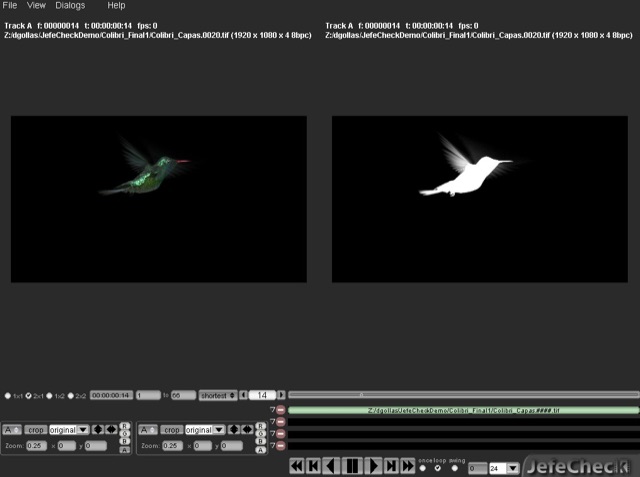 File View Dialogs Help
Track A f: 00000014 t: 00:00:00:14 fps: 0
Z:/dgollas/JefeCheckDemo/Colibri_Final1/Colibri_Capas.0020.tif (1920 x 1080 x 4 8bpc)
Track A f: 00000014 t: 00:00:00:14 fps: 0
Z:/dgollas/JefeCheckDemo/Colibri_Final1/Colibri_Capas.0020.tif (1920 x 1080 x 4 8bpc)
1x1 2x1 1x2 2x2 00:00:00:14 1 to 66 shortest 14
Z:/dgollas/JefeCheckDemo/Colibri_Final1/Colibri_Capas.####.tif
A crop original R G B A A crop original R G B A
Zoom: 0.25 x 0 y 0 Zoom: 0.25 x 0 y 0
once loop swing 0 24 JefeCheck